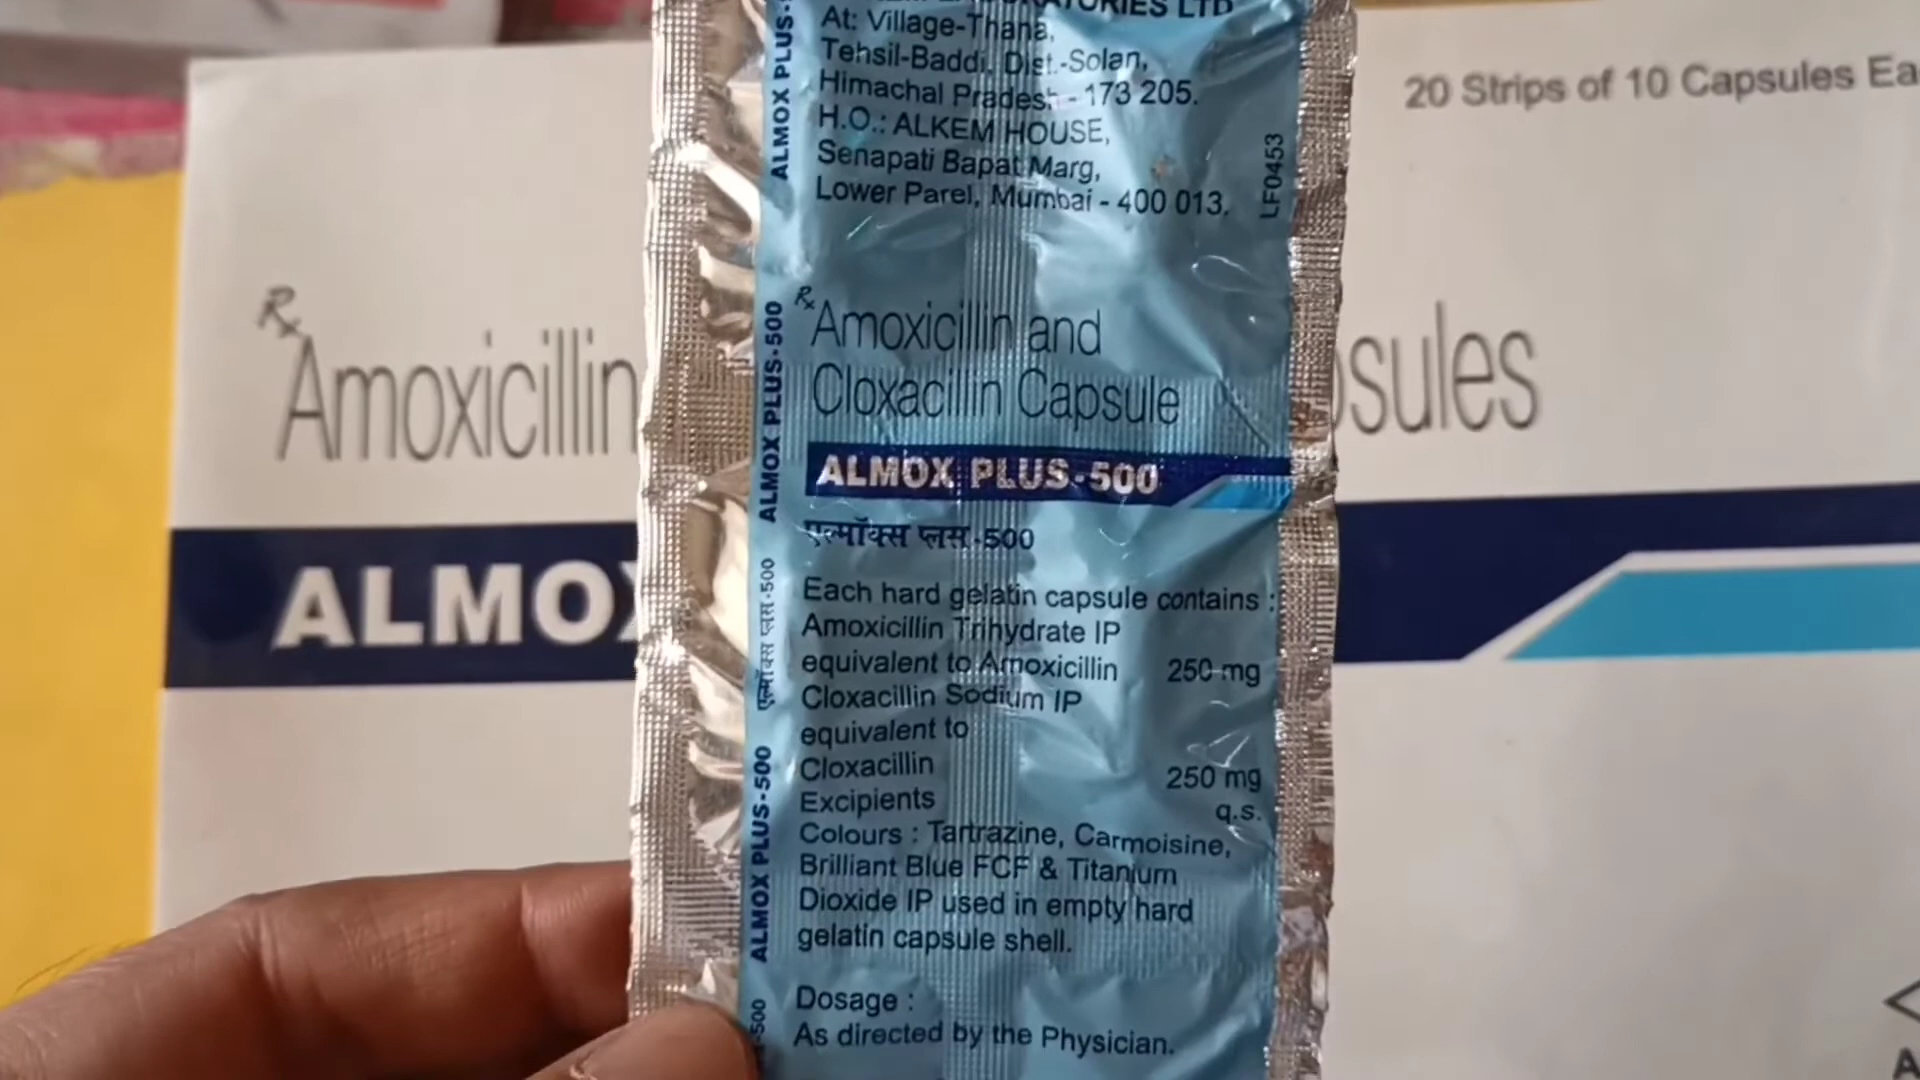 At: Village-Thana,
Tehsil-Baddi, Dist.-Solan,
Himachal Pradesh - 173 205.
H.O.: ALKEM HOUSE,
Senapati Bapat Marg,
Lower Parel, Mumbai - 400 013.
LF0453
Rx Amoxicillin and
Cloxacillin Capsule
ALMOX PLUS-500
एल्मॉक्स प्लस-500
Each hard gelatin capsule contains :
Amoxicillin Trihydrate IP
equivalent to Amoxicillin 250 mg
Cloxacillin Sodium IP
equivalent to
Cloxacillin 250 mg
Excipients q.s.
Colours : Tartrazine, Carmoisine,
Brilliant Blue FCF & Titanium
Dioxide IP used in empty hard
gelatin capsule shell.
Dosage :
As directed by the Physician.
ALMOX PLUS-
ALMOX PLUS-500
एल्मॉक्स प्लस-500
ALMOX PLUS-500
20 Strips of 10 Capsules Ea
Rx Amoxicillin
sules
ALMOX